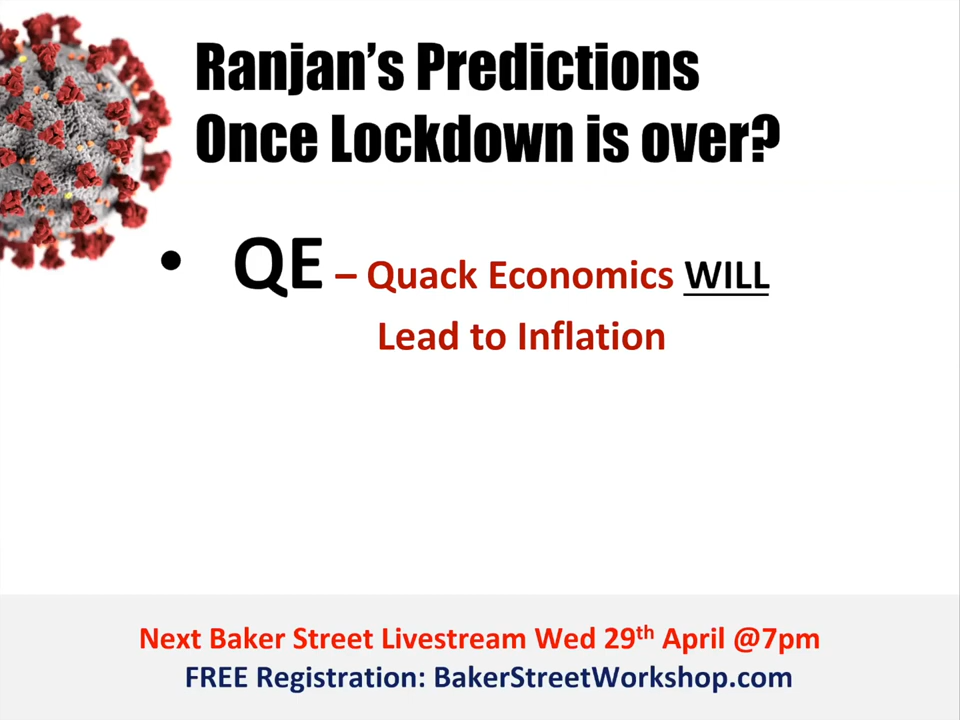 Ranjan's Predictions
Once Lockdown is over?
• QE – Quack Economics WILL
Lead to Inflation
Next Baker Street Livestream Wed 29th April @7pm
FREE Registration: BakerStreetWorkshop.com